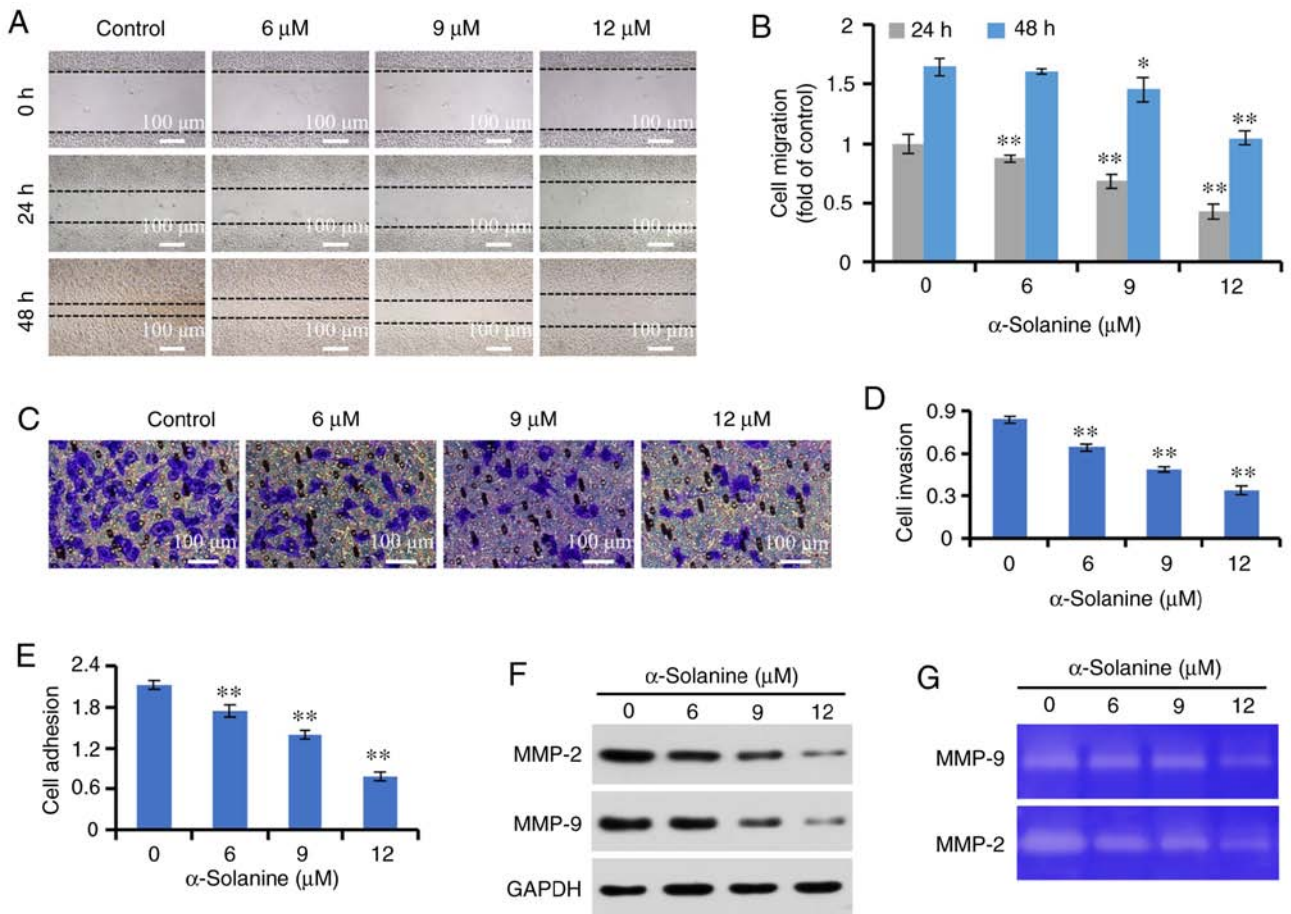 A
Control 6 µM 9 µM 12 µM
0 h
100 µm 100 µm 100 µm 100 µm
24 h
100 µm 100 µm 100 µm 100 µm
48 h
100 µm 100 µm 100 µm 100 µm
B
24 h 48 h
Cell migration
(fold of control)
2
1.5
1
0.5
0
** ** * ** **
0 6 9 12
α-Solanine (µM)
C
Control 6 µM 9 µM 12 µM
100 µm 100 µm 100 µm 100 µm
D
Cell invasion
0.9
0.6
0.3
0
** ** **
0 6 9 12
α-Solanine (µM)
E
Cell adhesion
2.4
1.8
1.2
0.6
0
** ** **
0 6 9 12
α-Solanine (µM)
F
α-Solanine (µM)
0 6 9 12
MMP-2
MMP-9
GAPDH
G
α-Solanine (µM)
0 6 9 12
MMP-9
MMP-2